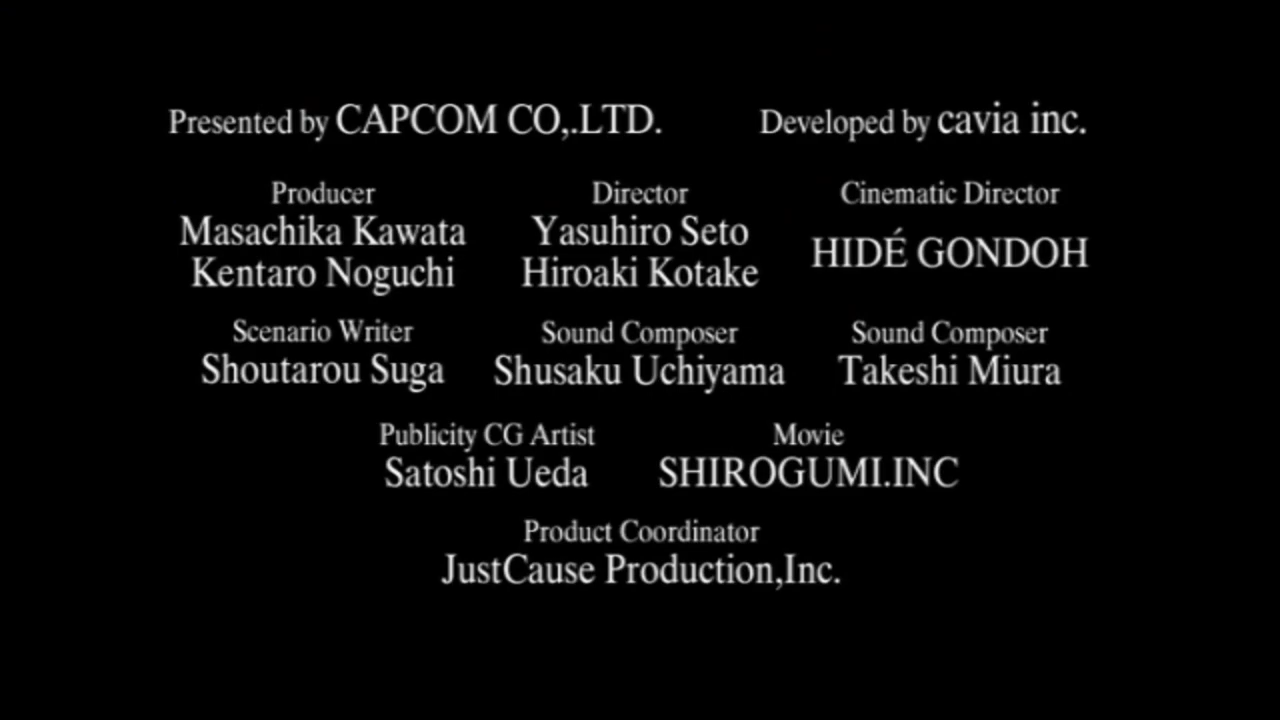 Presented by CAPCOM CO,.LTD.
Developed by cavia inc.
Producer
Masachika Kawata
Kentaro Noguchi
Director
Yasuhiro Seto
Hiroaki Kotake
Cinematic Director
HIDÉ GONDOH
Scenario Writer
Shoutarou Suga
Sound Composer
Shusaku Uchiyama
Sound Composer
Takeshi Miura
Publicity CG Artist
Satoshi Ueda
Movie
SHIROGUMI.INC
Product Coordinator
JustCause Production,Inc.